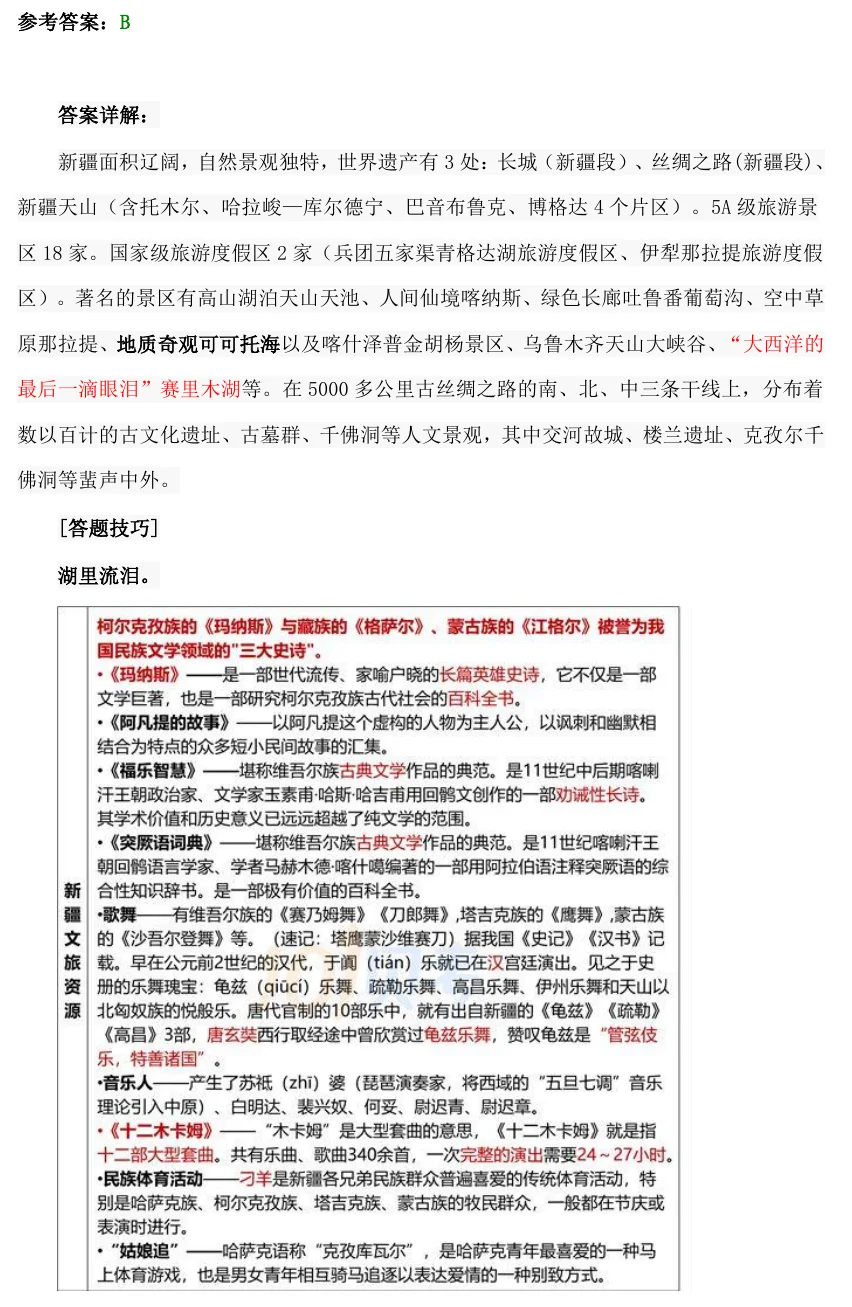 参考答案：B
答案详解：
新疆面积辽阔，自然景观独特，世界遗产有 3 处：长城（新疆段）、丝绸之路(新疆段)、
新疆天山（含托木尔、哈拉峻—库尔德宁、巴音布鲁克、博格达 4 个片区）。5A 级旅游景
区 18 家。国家级旅游度假区 2 家（兵团五家渠青格达湖旅游度假区、伊犁那拉提旅游度假
区）。著名的景区有高山湖泊天山天池、人间仙境喀纳斯、绿色长廊吐鲁番葡萄沟、空中草
原那拉提、地质奇观可可托海以及喀什泽普金胡杨景区、乌鲁木齐天山大峡谷、“大西洋的
最后一滴眼泪”赛里木湖等。在 5000 多公里古丝绸之路的南、北、中三条干线上，分布着
数以百计的古文化遗址、古墓群、千佛洞等人文景观，其中交河故城、楼兰遗址、克孜尔千
佛洞等蜚声中外。
[答题技巧]
湖里流泪。
新疆文旅资源
柯尔克孜族的《玛纳斯》与藏族的《格萨尔》、蒙古族的《江格尔》被誉为我
国民族文学领域的"三大史诗"。
•《玛纳斯》——是一部世代流传、家喻户晓的长篇英雄史诗，它不仅是一部
文学巨著，也是一部研究柯尔克孜族古代社会的百科全书。
•《阿凡提的故事》——以阿凡提这个虚构的人物为主人公，以讽刺和幽默相
结合为特点的众多短小民间故事的汇集。
•《福乐智慧》——堪称维吾尔族古典文学作品的典范。是11世纪中后期喀喇
汗王朝政治家、文学家玉素甫·哈斯·哈吉甫用回鹘文创作的一部劝诫性长诗。
其学术价值和历史意义已远远超越了纯文学的范围。
•《突厥语词典》——堪称维吾尔族古典文学作品的典范。是11世纪喀喇汗王
朝回鹘语言学家、学者马赫木德·喀什噶编著的一部用阿拉伯语注释突厥语的综
合性知识辞书。是一部极有价值的百科全书。
•歌舞——有维吾尔族的《赛乃姆舞》《刀郎舞》,塔吉克族的《鹰舞》,蒙古族
的《沙吾尔登舞》等。（速记：塔鹰蒙沙维赛刀）据我国《史记》《汉书》记
载。早在公元前2世纪的汉代，于阗（tián）乐就已在汉宫廷演出。见之于史
册的乐舞瑰宝：龟兹（qiūcí）乐舞、疏勒乐舞、高昌乐舞、伊州乐舞和天山以
北匈奴族的悦般乐。唐代官制的10部乐中，就有出自新疆的《龟兹》《疏勒》
《高昌》3部，唐玄奘西行取经途中曾欣赏过龟兹乐舞，赞叹龟兹是“管弦伎
乐，特善诸国”。
•音乐人——产生了苏祗（zhī）婆（琵琶演奏家，将西域的“五旦七调”音乐
理论引入中原）、白明达、裴兴奴、何妥、尉迟青、尉迟章。
•《十二木卡姆》——“木卡姆”是大型套曲的意思，《十二木卡姆》就是指
十二部大型套曲。共有乐曲、歌曲340余首，一次完整的演出需要24～27小时。
•民族体育活动——刁羊是新疆各兄弟民族群众普遍喜爱的传统体育活动，特
别是哈萨克族、柯尔克孜族、塔吉克族、蒙古族的牧民群众，一般都在节庆或
表演时进行。
•“姑娘追”——哈萨克语称“克孜库瓦尔”，是哈萨克青年最喜爱的一种马
上体育游戏，也是男女青年相互骑马追逐以表达爱情的一种别致方式。